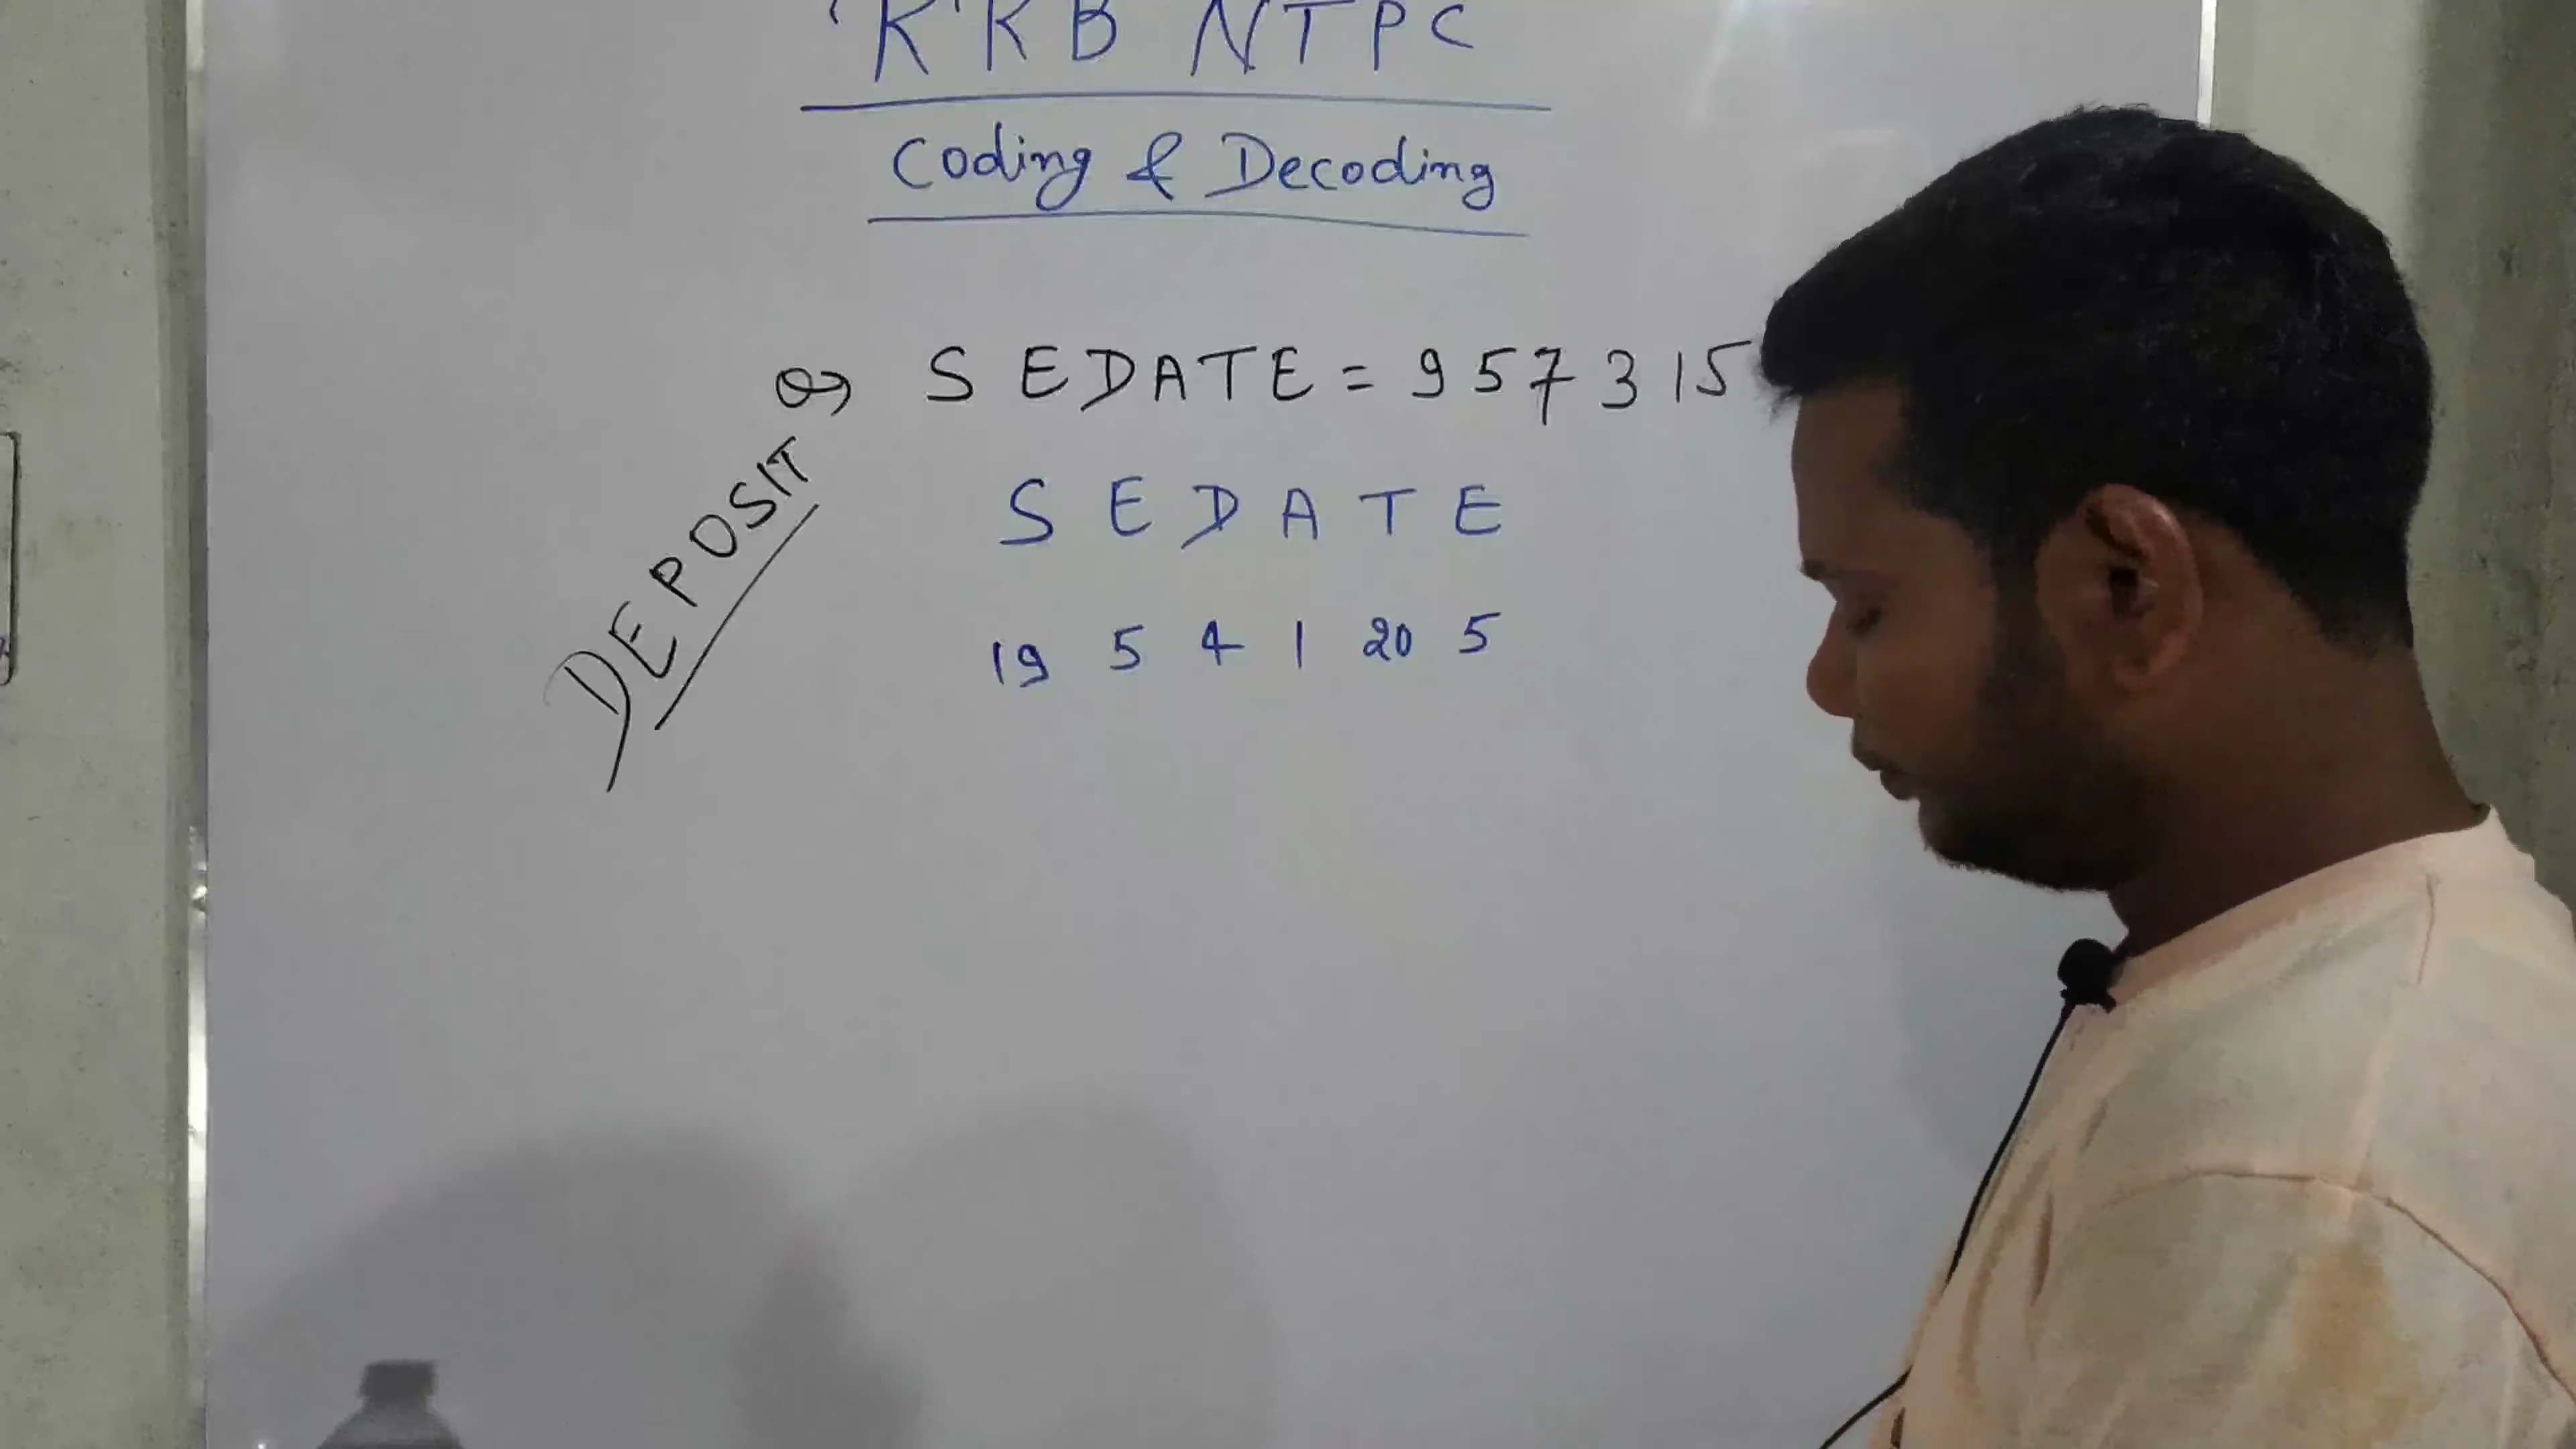 RRB NTPC
Coding & Decoding
SEDATE = 957315
DEPOSIT
S E D A T E
19 5 4 1 20 5